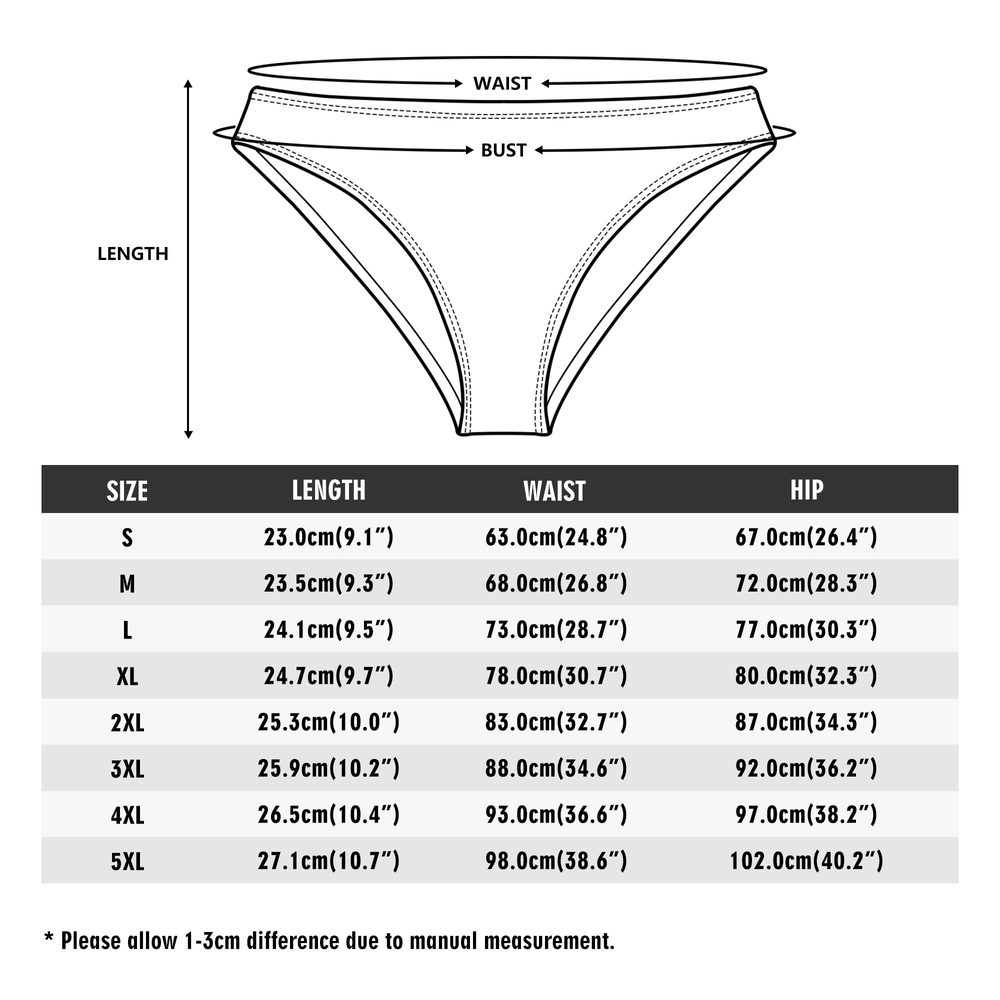 WAIST
BUST
LENGTH
SIZE LENGTH WAIST HIP
S 23.0cm(9.1″) 63.0cm(24.8″) 67.0cm(26.4″)
M 23.5cm(9.3″) 68.0cm(26.8″) 72.0cm(28.3″)
L 24.1cm(9.5″) 73.0cm(28.7″) 77.0cm(30.3″)
XL 24.7cm(9.7″) 78.0cm(30.7″) 80.0cm(32.3″)
2XL 25.3cm(10.0″) 83.0cm(32.7″) 87.0cm(34.3″)
3XL 25.9cm(10.2″) 88.0cm(34.6″) 92.0cm(36.2″)
4XL 26.5cm(10.4″) 93.0cm(36.6″) 97.0cm(38.2″)
5XL 27.1cm(10.7″) 98.0cm(38.6″) 102.0cm(40.2″)
* Please allow 1-3cm difference due to manual measurement.